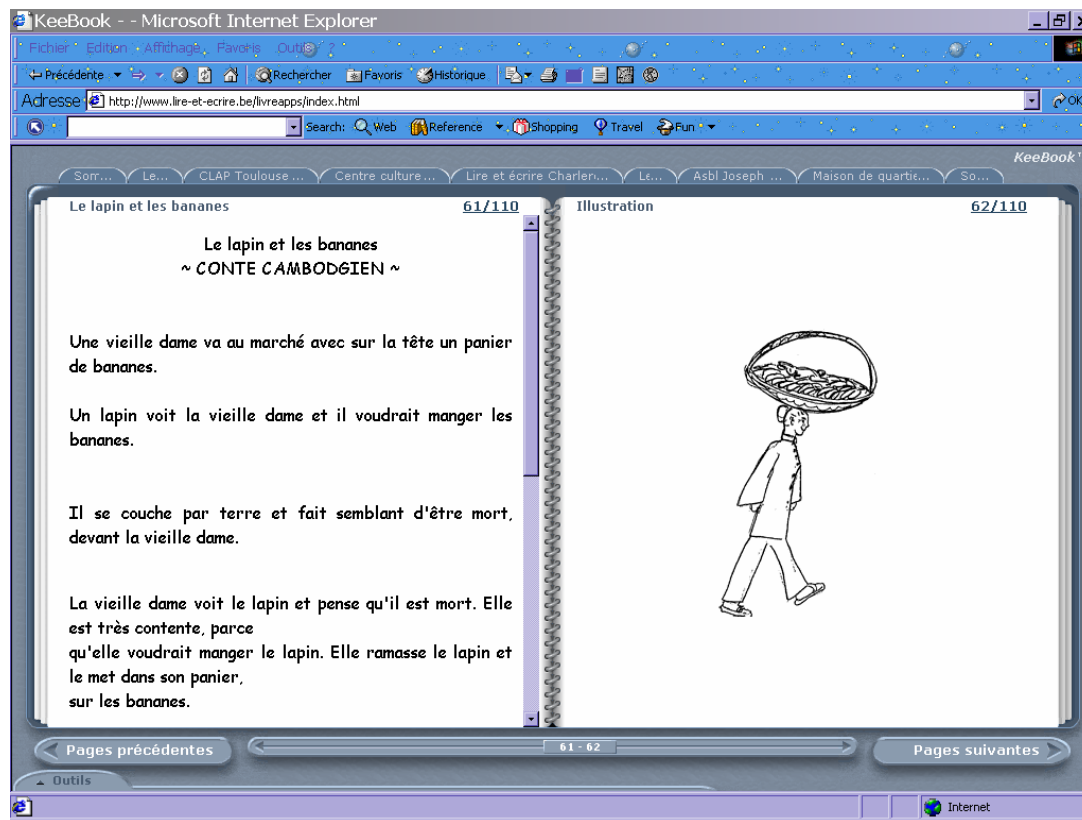 KeeBook - - Microsoft Internet Explorer
Fichier Edition Affichage Favoris Outils ?
Précédente Rechercher Favoris Historique
Adresse http://www.lire-et-ecrire.be/livreapps/index.html OK
Search: Web Reference Shopping Travel Fun
KeeBook
Som... Le... CLAP Toulouse ... Centre culture... Lire et écrire Charler... Le... Asbl Joseph ... Maison de quartie... So...
Le lapin et les bananes 61/110
Le lapin et les bananes
~ CONTE CAMBODGIEN ~
Une vieille dame va au marché avec sur la tête un panier
de bananes.
Un lapin voit la vieille dame et il voudrait manger les
bananes.
Il se couche par terre et fait semblant d'être mort,
devant la vieille dame.
La vieille dame voit le lapin et pense qu'il est mort. Elle
est très contente, parce
qu'elle voudrait manger le lapin. Elle ramasse le lapin et
le met dans son panier,
sur les bananes.
Illustration 62/110
Pages précédentes 61 - 62 Pages suivantes
Outils
Internet